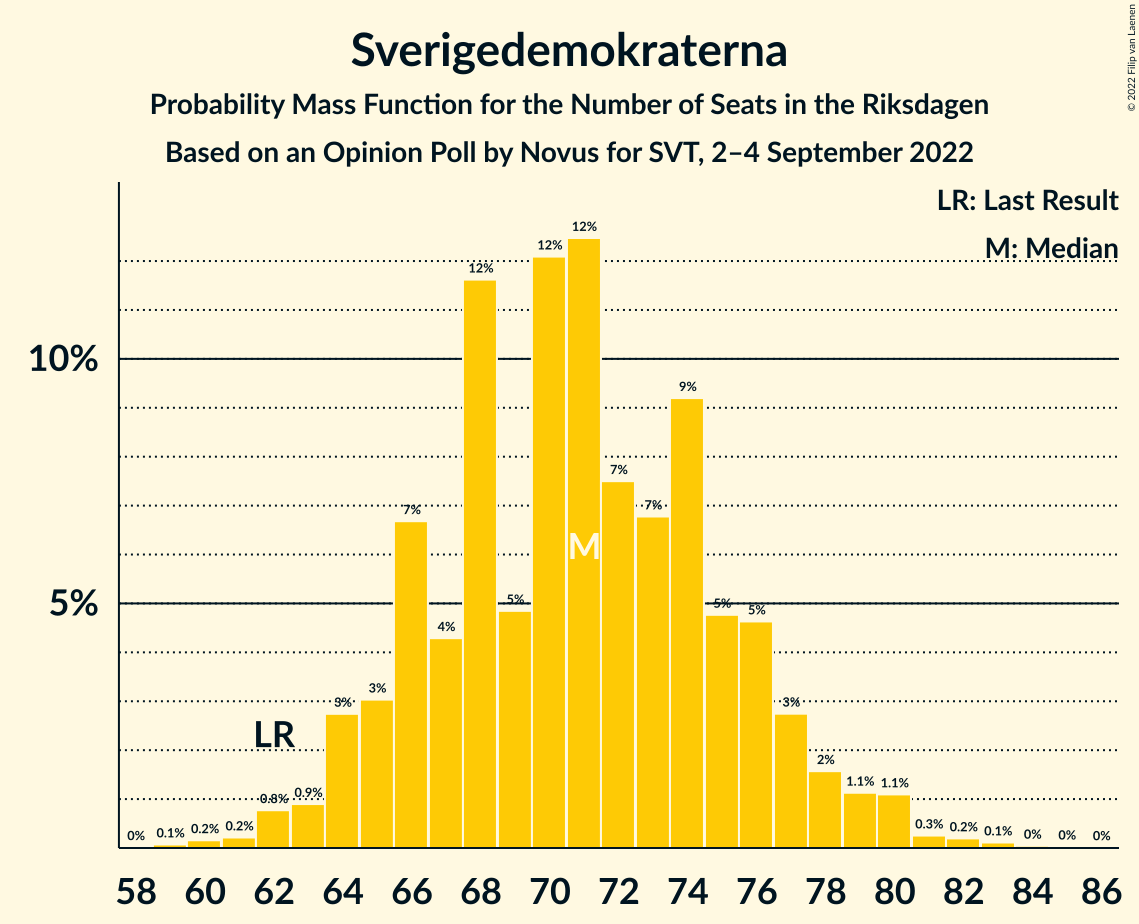 Sverigedemokraterna
Probability Mass Function for the Number of Seats in the Riksdagen
Based on an Opinion Poll by Novus for SVT, 2–4 September 2022
© 2022 Filip van Laenen
LR: Last Result
M: Median
10%
5%
0% 0.1% 0.2% 0.2% 0.8% 0.9% 3% 3% 7% 4% 12% 5% 12% 12% 7% 7% 9% 5% 5% 3% 2% 1.1% 1.1% 0.3% 0.2% 0.1% 0% 0% 0%
LR
M
58 60 62 64 66 68 70 72 74 76 78 80 82 84 86